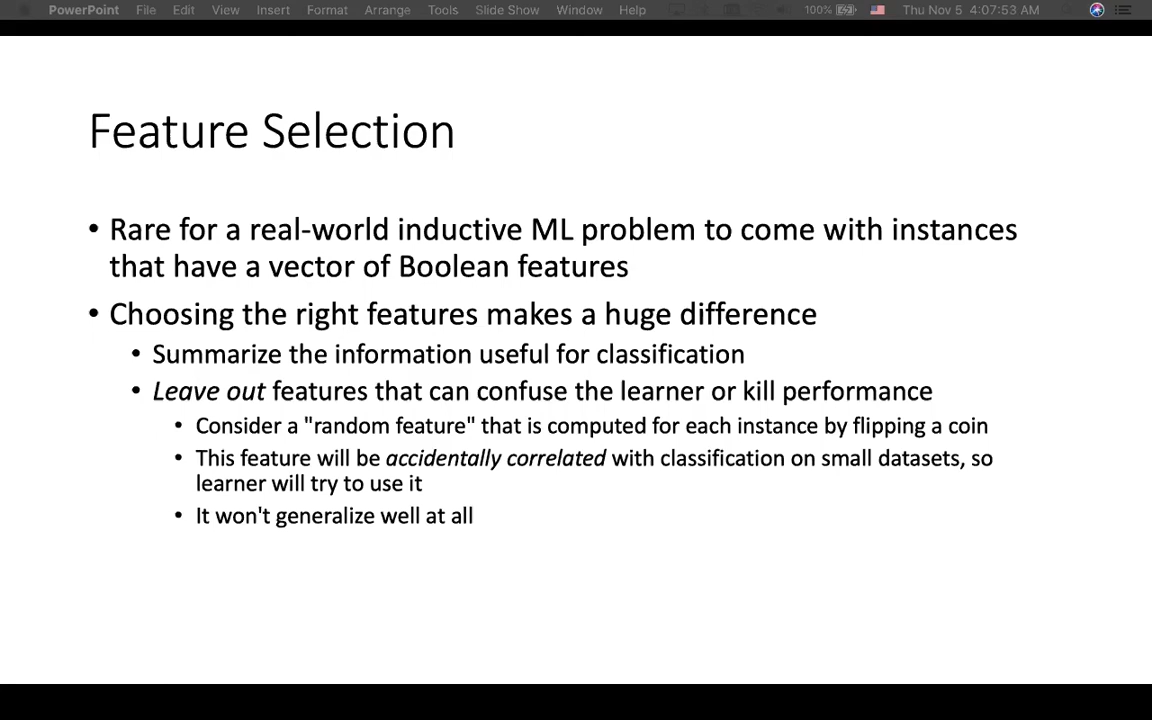 PowerPoint File Edit View Insert Format Arrange Tools Slide Show Window Help 100% Thu Nov 5 4:07:53 AM
Feature Selection
• Rare for a real-world inductive ML problem to come with instances
that have a vector of Boolean features
• Choosing the right features makes a huge difference
• Summarize the information useful for classification
• Leave out features that can confuse the learner or kill performance
• Consider a "random feature" that is computed for each instance by flipping a coin
• This feature will be accidentally correlated with classification on small datasets, so
learner will try to use it
• It won't generalize well at all